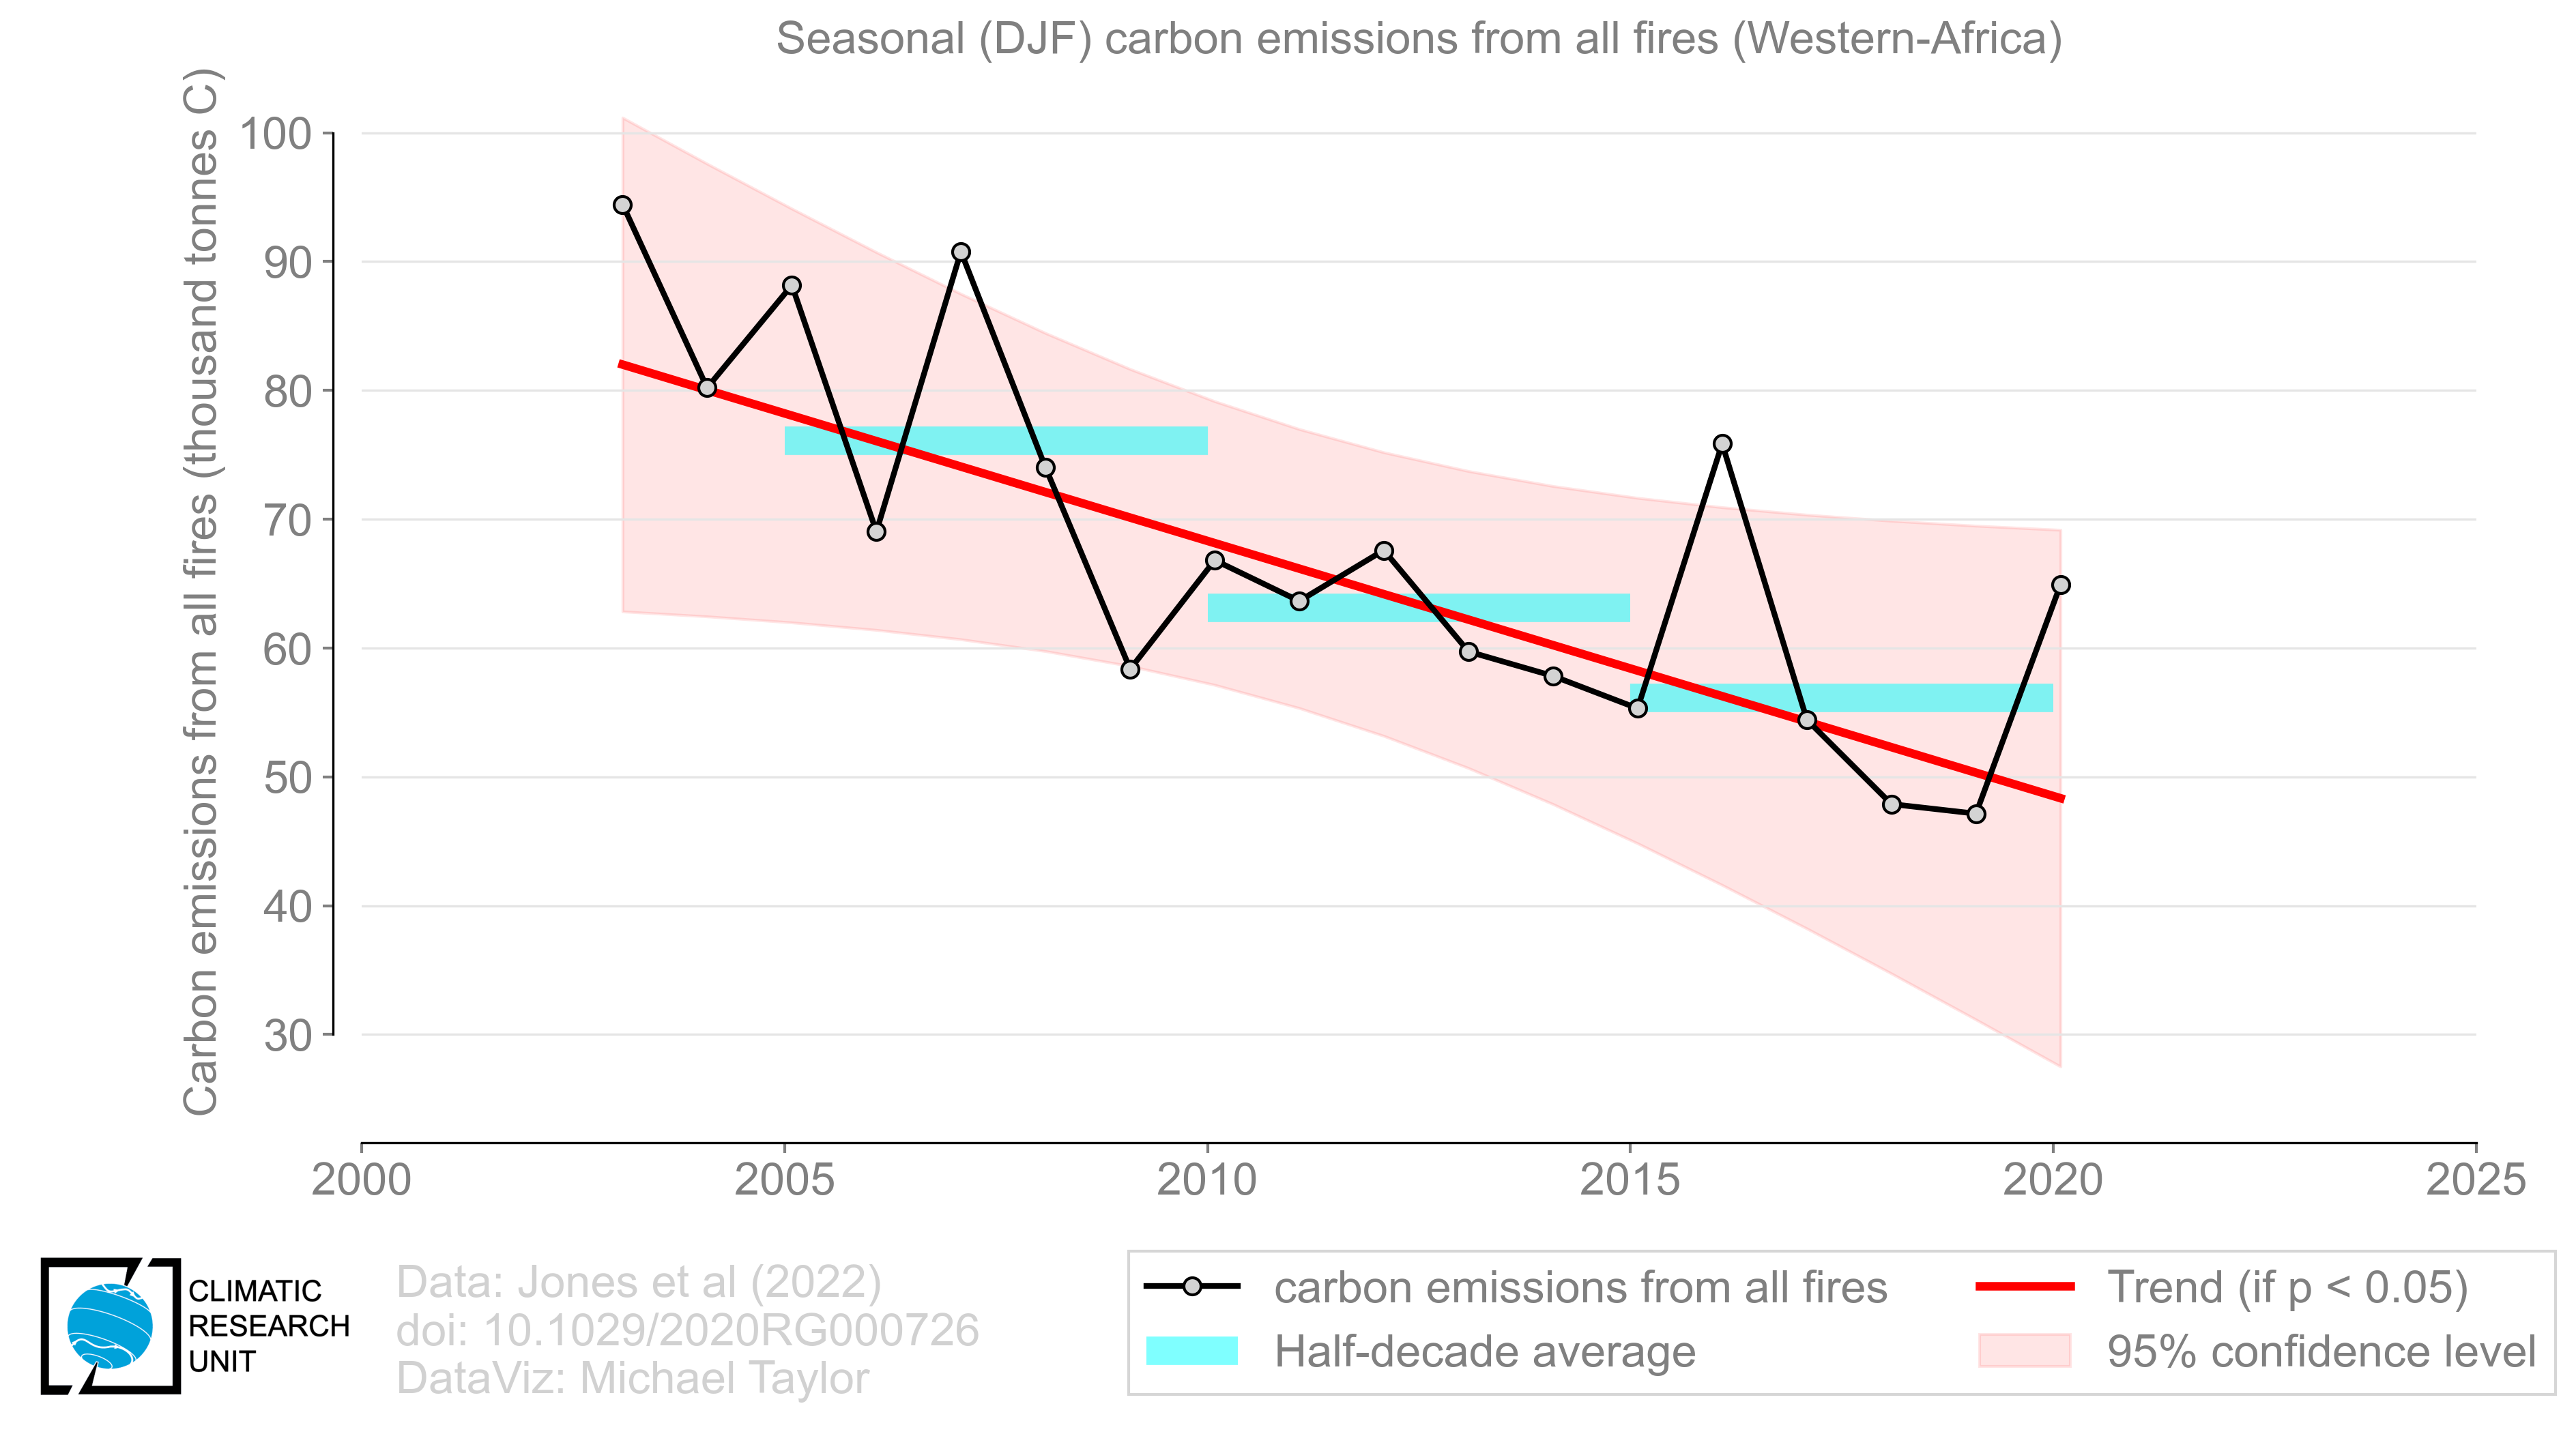 Seasonal (DJF) carbon emissions from all fires (Western-Africa)
Carbon emissions from all fires (thousand tonnes C)
100
90
80
70
60
50
40
30
2000 2005 2010 2015 2020 2025
CLIMATIC
RESEARCH
UNIT
Data: Jones et al (2022)
doi: 10.1029/2020RG000726
DataViz: Michael Taylor
carbon emissions from all fires
Half-decade average
Trend (if p < 0.05)
95% confidence level